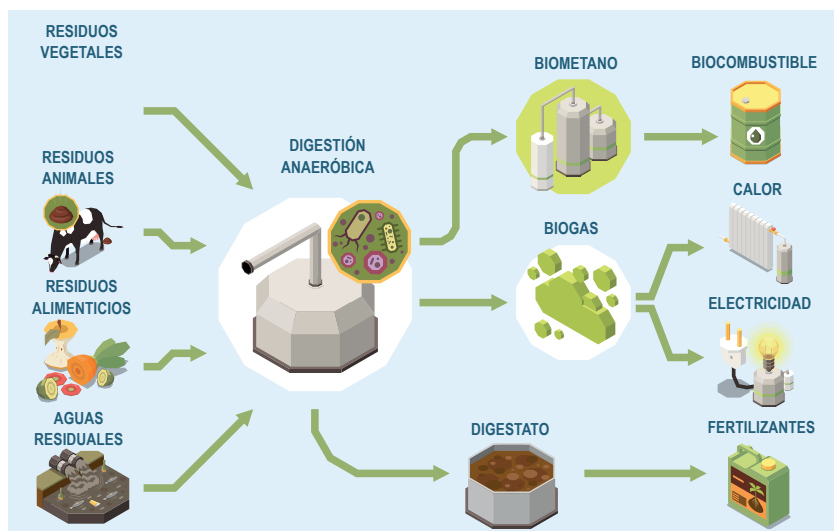 RESIDUOS
VEGETALES
RESIDUOS
ANIMALES
RESIDUOS
ALIMENTICIOS
AGUAS
RESIDUALES
DIGESTIÓN
ANAERÓBICA
BIOMETANO
BIOGAS
DIGESTATO
BIOCOMBUSTIBLE
CALOR
ELECTRICIDAD
FERTILIZANTES